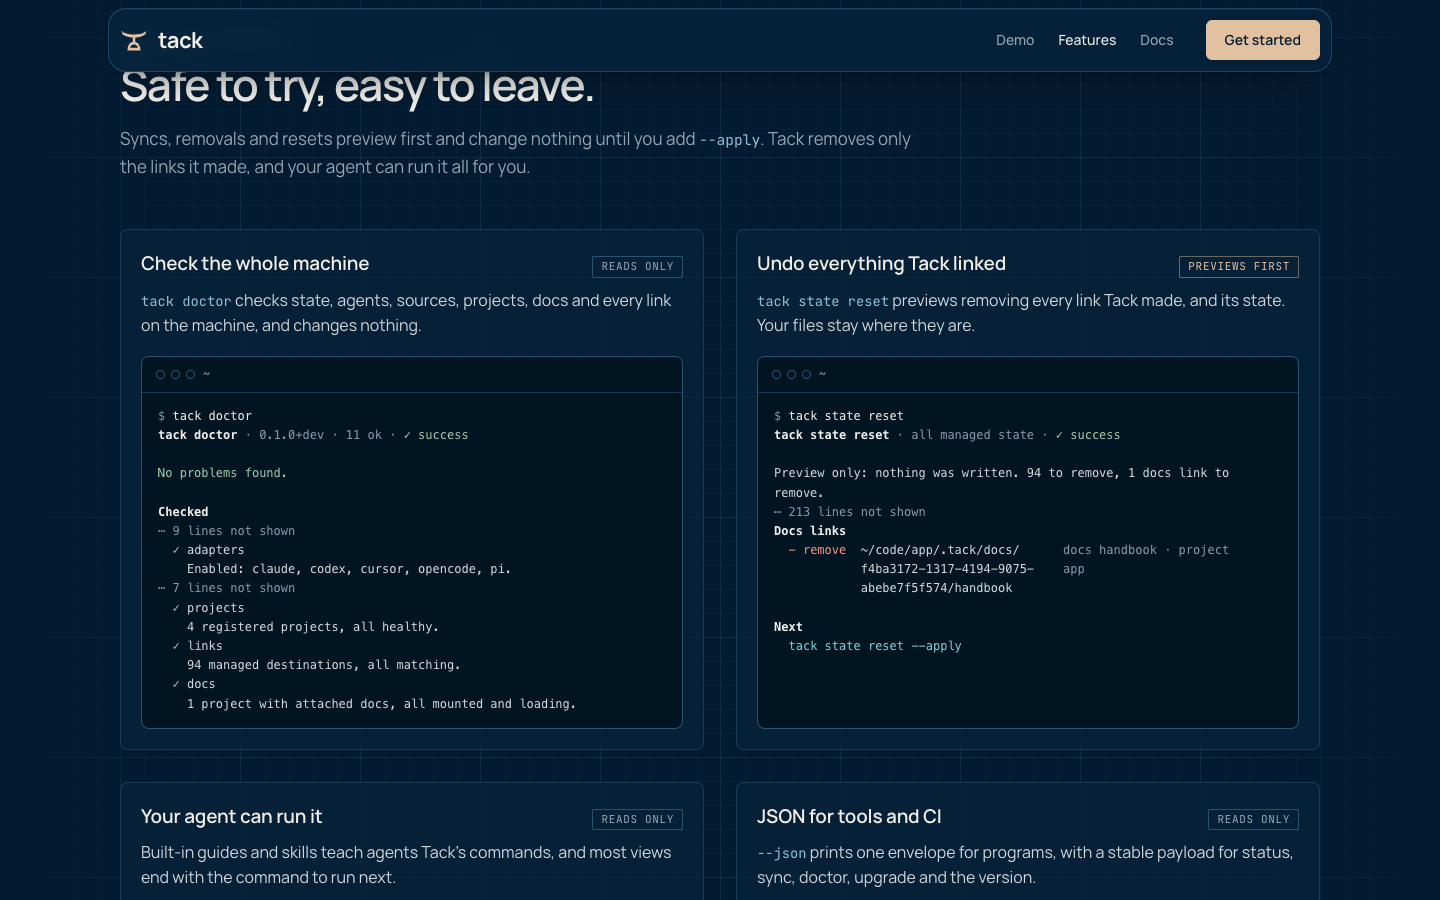 tack
Demo
Features
Docs
Get started
Safe to try, easy to leave.
Syncs, removals and resets preview first and change nothing until you add --apply. Tack removes only
the links it made, and your agent can run it all for you.
Check the whole machine
READS ONLY
tack doctor checks state, agents, sources, projects, docs and every link
on the machine, and changes nothing.
~
$ tack doctor
tack doctor · 0.1.0+dev · 11 ok · ✓ success
No problems found.
Checked
⋯ 9 lines not shown
✓ adapters
Enabled: claude, codex, cursor, opencode, pi.
⋯ 7 lines not shown
✓ projects
4 registered projects, all healthy.
✓ links
94 managed destinations, all matching.
✓ docs
1 project with attached docs, all mounted and loading.
Undo everything Tack linked
PREVIEWS FIRST
tack state reset previews removing every link Tack made, and its state.
Your files stay where they are.
~
$ tack state reset
tack state reset · all managed state · ✓ success
Preview only: nothing was written. 94 to remove, 1 docs link to
remove.
⋯ 213 lines not shown
Docs links
− remove ~/code/app/.tack/docs/ docs handbook · project
f4ba3172-1317-4194-9075- app
abebe7f5f574/handbook
Next
tack state reset --apply
Your agent can run it
READS ONLY
Built-in guides and skills teach agents Tack's commands, and most views
end with the command to run next.
JSON for tools and CI
READS ONLY
--json prints one envelope for programs, with a stable payload for status,
sync, doctor, upgrade and the version.